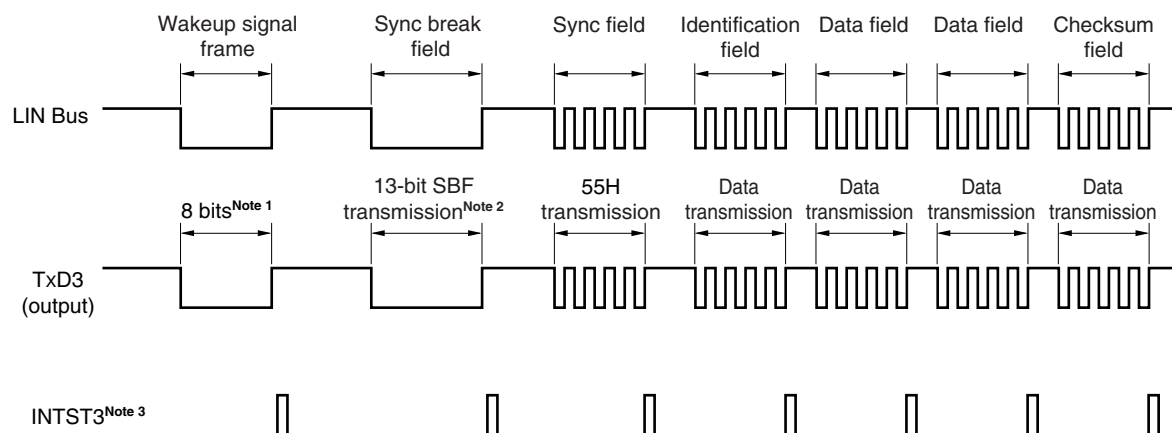 Wakeup signal frame
Sync break field
Sync field
Identification field
Data field
Data field
Checksum field
LIN Bus
8 bitsNote 1
13-bit SBF transmissionNote 2
55H transmission
Data transmission
Data transmission
Data transmission
Data transmission
TxD3 (output)
INTST3Note 3